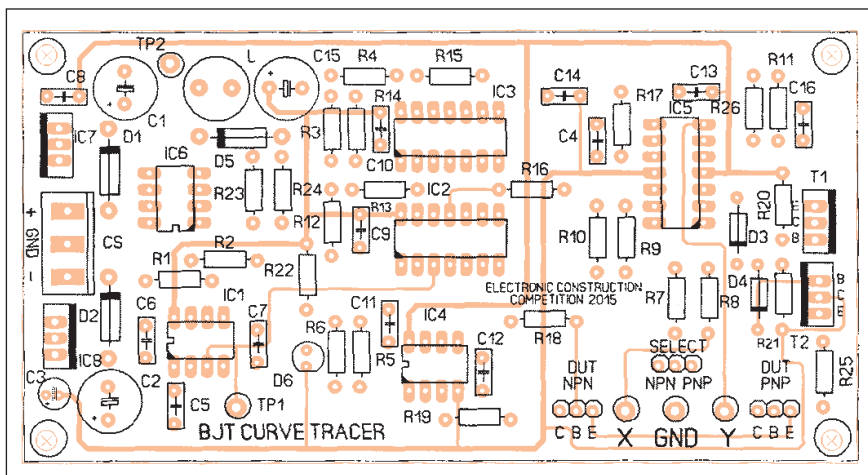 TP2
L
C15
R4
R15
C8
C1
C14
C13
R11
C16
R14
IC3
R17
IC5
R26
IC7
D1
IC6
D5
R3
C4
C10
R16
R23
R24
IC2
T1
+
GND
-
CS
R12
R13
C9
R10
R9
D3
R20
E
C
B
R1
R2
R22
ELECTRONIC CONSTRUCTION
COMPETITION 2015
R7
R8
D4
B
C
E
D2
C6
IC1
C7
C11
IC4
R6
R5
R18
R21
T2
IC8
C3
C2
C5
D6
TP1
C12
SELECT
NPN PNP
DUT
NPN
DUT
PNP
R25
R19
BJT CURVE TRACER
C B E
X GND Y
C B E